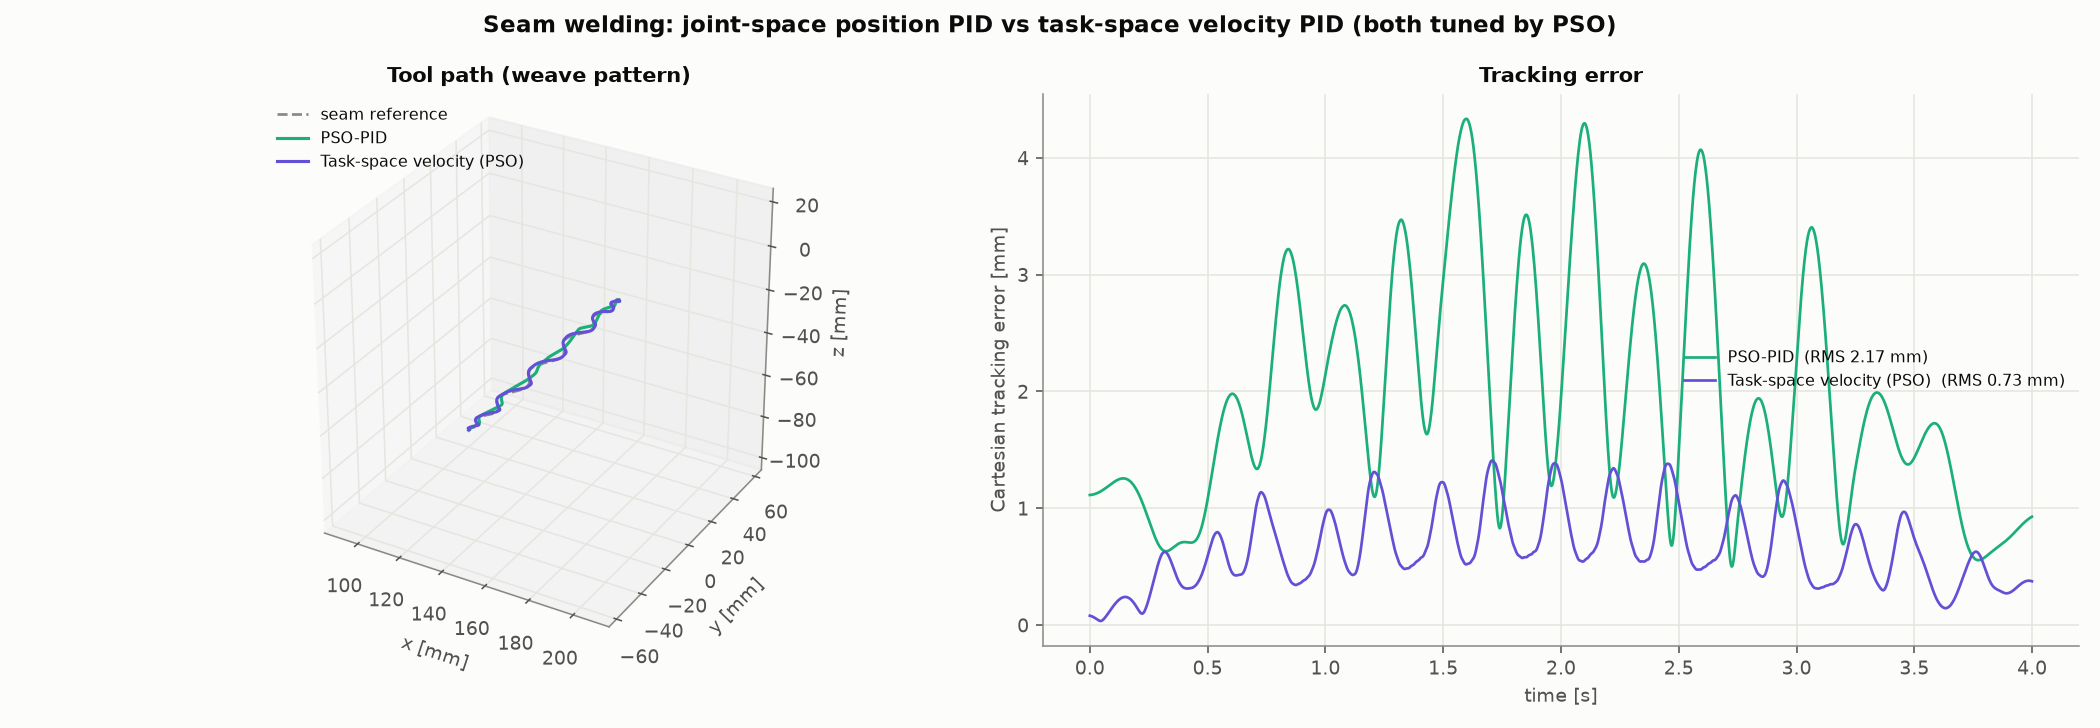 Seam welding: joint-space position PID vs task-space velocity PID (both tuned by PSO)
Tool path (weave pattern)
seam reference
PSO-PID
Task-space velocity (PSO)
20
0
−20
−40
−60
−80
−100
z [mm]
60
40
20
0
−20
−40
−60
y [mm]
100
120
140
160
180
200
x [mm]
Tracking error
Cartesian tracking error [mm]
4
3
2
1
0
PSO-PID  (RMS 2.17 mm)
Task-space velocity (PSO)  (RMS 0.73 mm)
0.0 0.5 1.0 1.5 2.0 2.5 3.0 3.5 4.0
time [s]